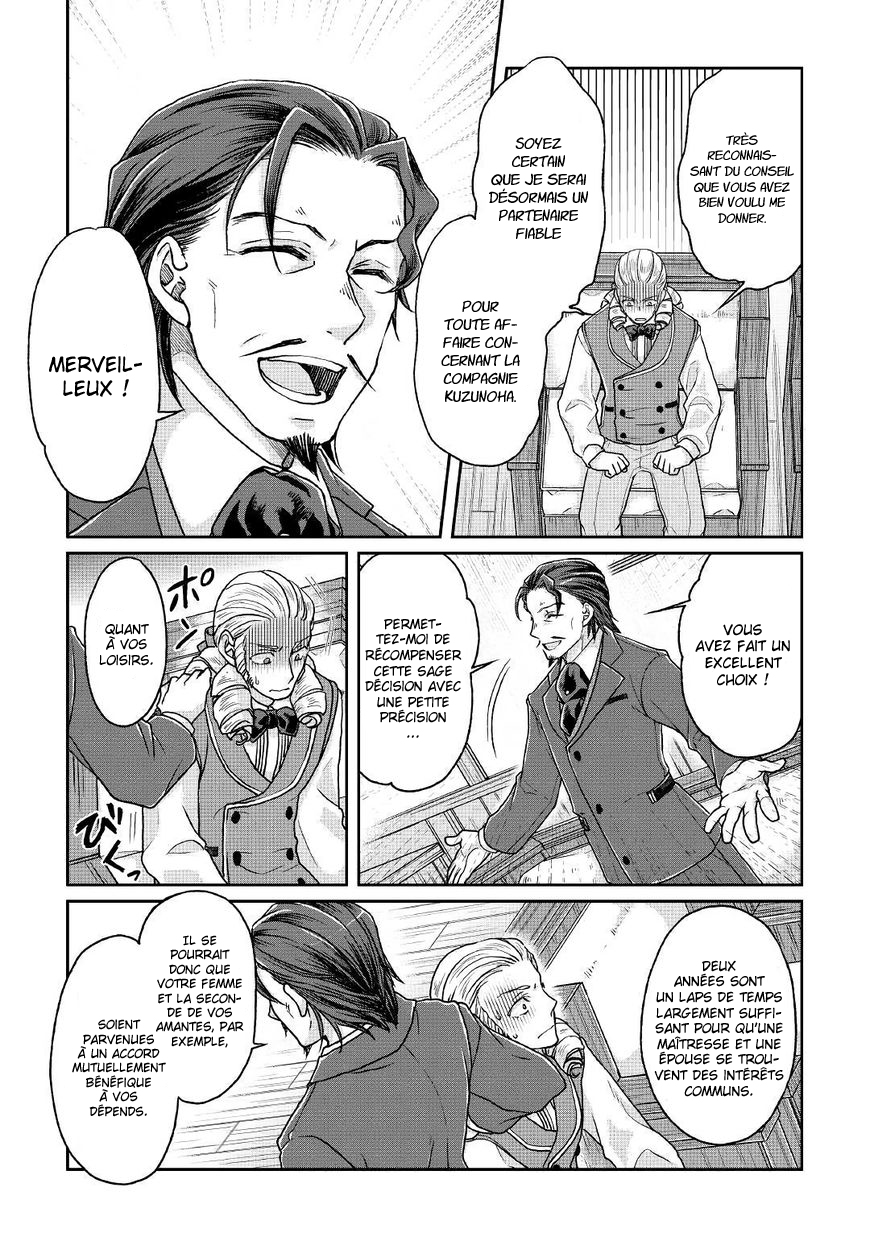 TRÈS
RECONNAIS-
SANT DU CONSEIL
QUE VOUS AVEZ
BIEN VOULU ME
DONNER.
SOYEZ
CERTAIN
QUE JE SERAI
DÉSORMAIS UN
PARTENAIRE
FIABLE
POUR
TOUTE AF-
FAIRE CON-
CERNANT LA
COMPAGNIE
KUZUNOHA.
MERVEIL-
LEUX !
VOUS
AVEZ FAIT UN
EXCELLENT
CHOIX !
PERMET-
TEZ-MOI DE
RÉCOMPENSER
CETTE SAGE
DÉCISION AVEC
UNE PETITE
PRÉCISION
...
ポン
QUANT
À VOS
LOISIRS.
びくっ
DEUX
ANNÉES SONT
UN LAPS DE TEMPS
LARGEMENT SUFFI-
SANT POUR QU'UNE
MAÎTRESSE ET UNE
ÉPOUSE SE TROU-
VENT DES INTÉRÊTS
COMMUNS.
IL SE
POURRAIT
DONC QUE
VOTRE FEMME
ET LA SECON-
DE DE VOS
AMANTES, PAR
EXEMPLE,
SOIENT
PARVENUES
À UN ACCORD
MUTUELLEMENT
BÉNÉFIQUE
À VOS
DÉPENDS.